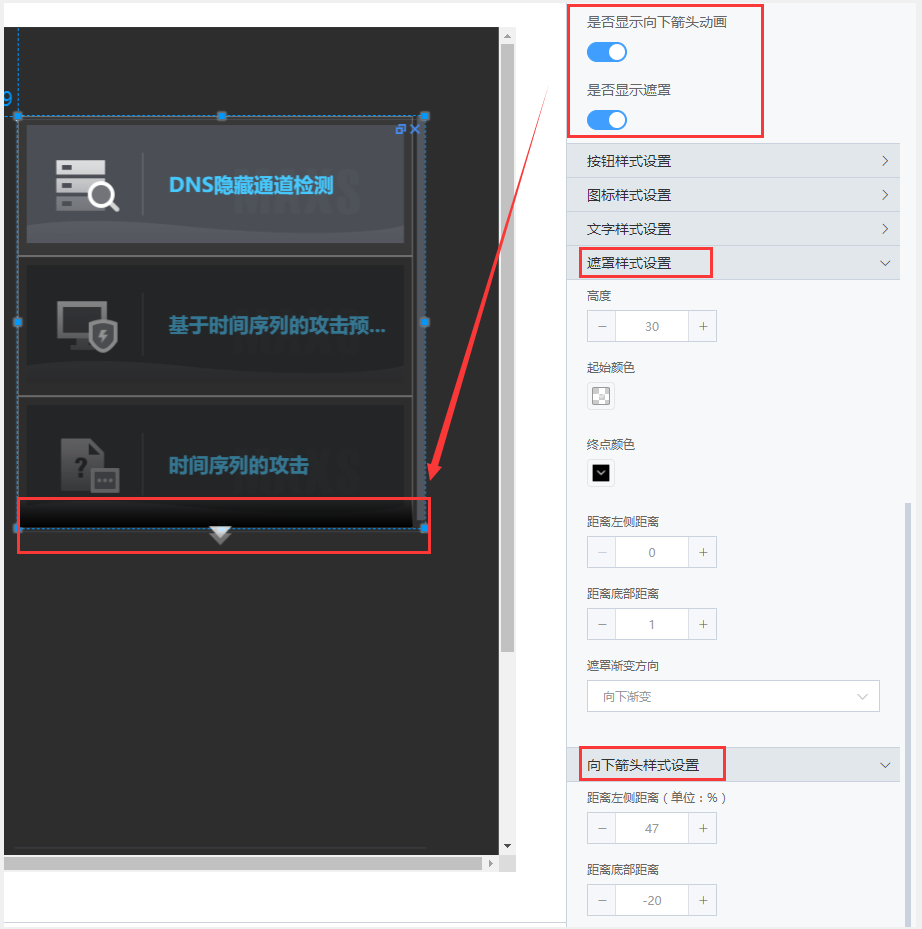 9
DNS隐藏通道检测
基于时间序列的攻击预...
时间序列的攻击
是否显示向下箭头动画
是否显示遮罩
按钮样式设置
图标样式设置
文字样式设置
遮罩样式设置
高度
− 30 +
起始颜色
终点颜色
距离左侧距离
− 0 +
距离底部距离
− 1 +
遮罩渐变方向
向下渐变
向下箭头样式设置
距离左侧距离（单位：%）
− 47 +
距离底部距离
− -20 +